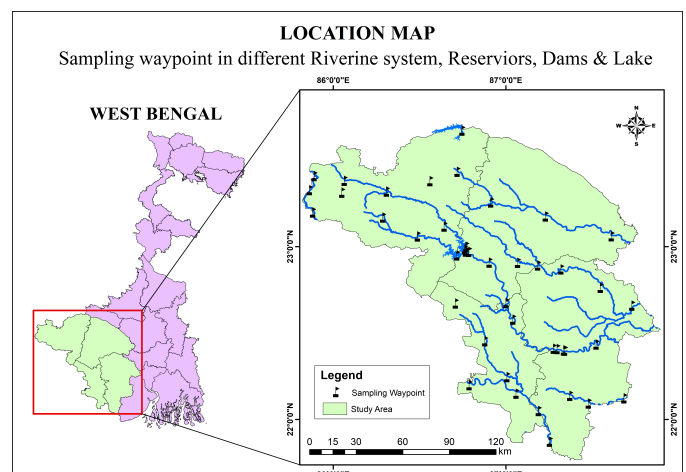 LOCATION MAP
Sampling waypoint in different Riverine system, Reserviors, Dams & Lake
86°0'0"E 87°0'0"E
WEST BENGAL
N
W E
S
23°0'0"N 23°0'0"N
Legend
Sampling Waypoint
Study Area
22°0'0"N 22°0'0"N
0 15 30 60 90 120
km